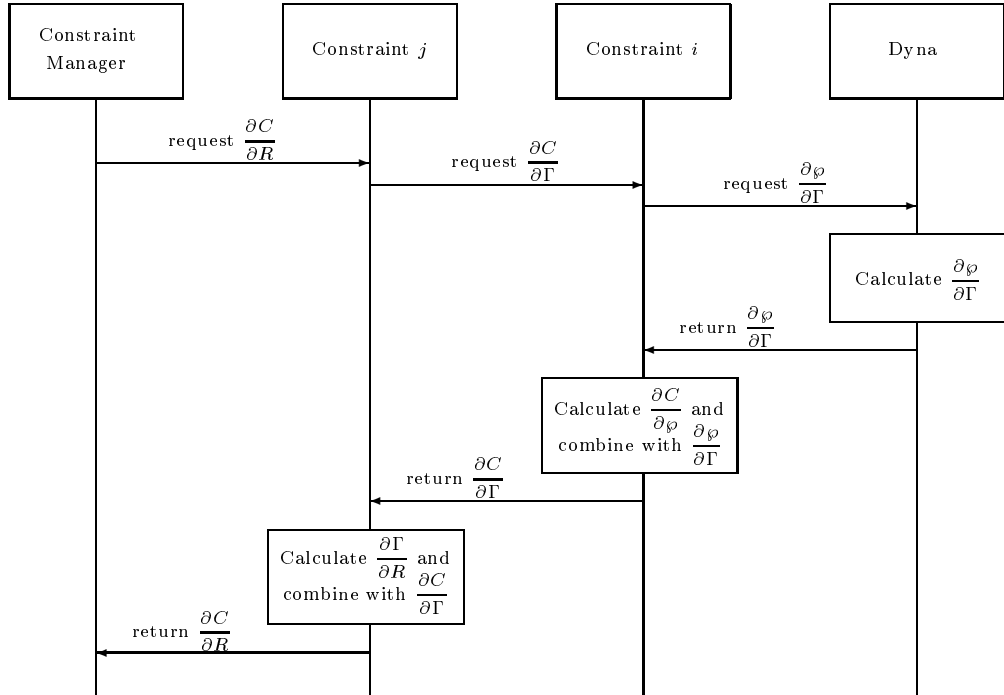 Constraint
Manager
Constraint j
Constraint i
Dyna
request ∂C/∂R
request ∂C/∂Γ
request ∂℘/∂Γ
Calculate ∂℘/∂Γ
return ∂℘/∂Γ
Calculate ∂C/∂℘ and
combine with ∂℘/∂Γ
return ∂C/∂Γ
Calculate ∂Γ/∂R and
combine with ∂C/∂Γ
return ∂C/∂R